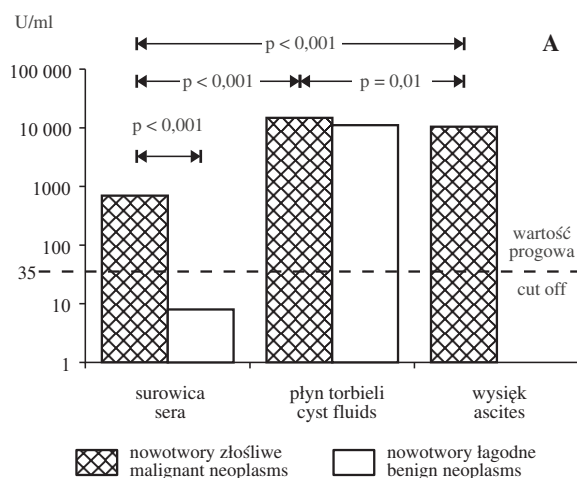 U/ml
A
p < 0,001
p < 0,001
p = 0,01
p < 0,001
100 000
10 000
1000
100
35
10
1
wartość
progowa
cut off
surowica
sera
płyn torbieli
cyst fluids
wysięk
ascites
nowotwory złośliwe
malignant neoplasms
nowotwory łagodne
benign neoplasms